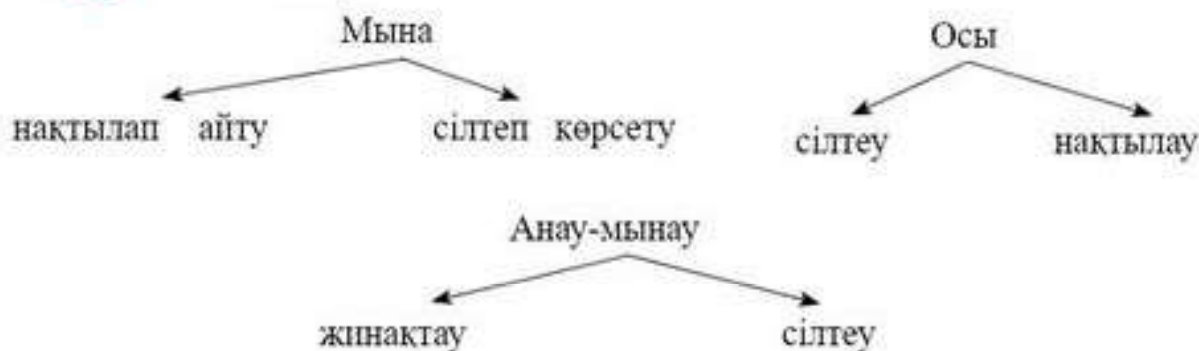 Мына Осы
нақтылап айту сілтеп көрсету сілтеу нақтылау
Анау-мынау
жинақтау сілтеу